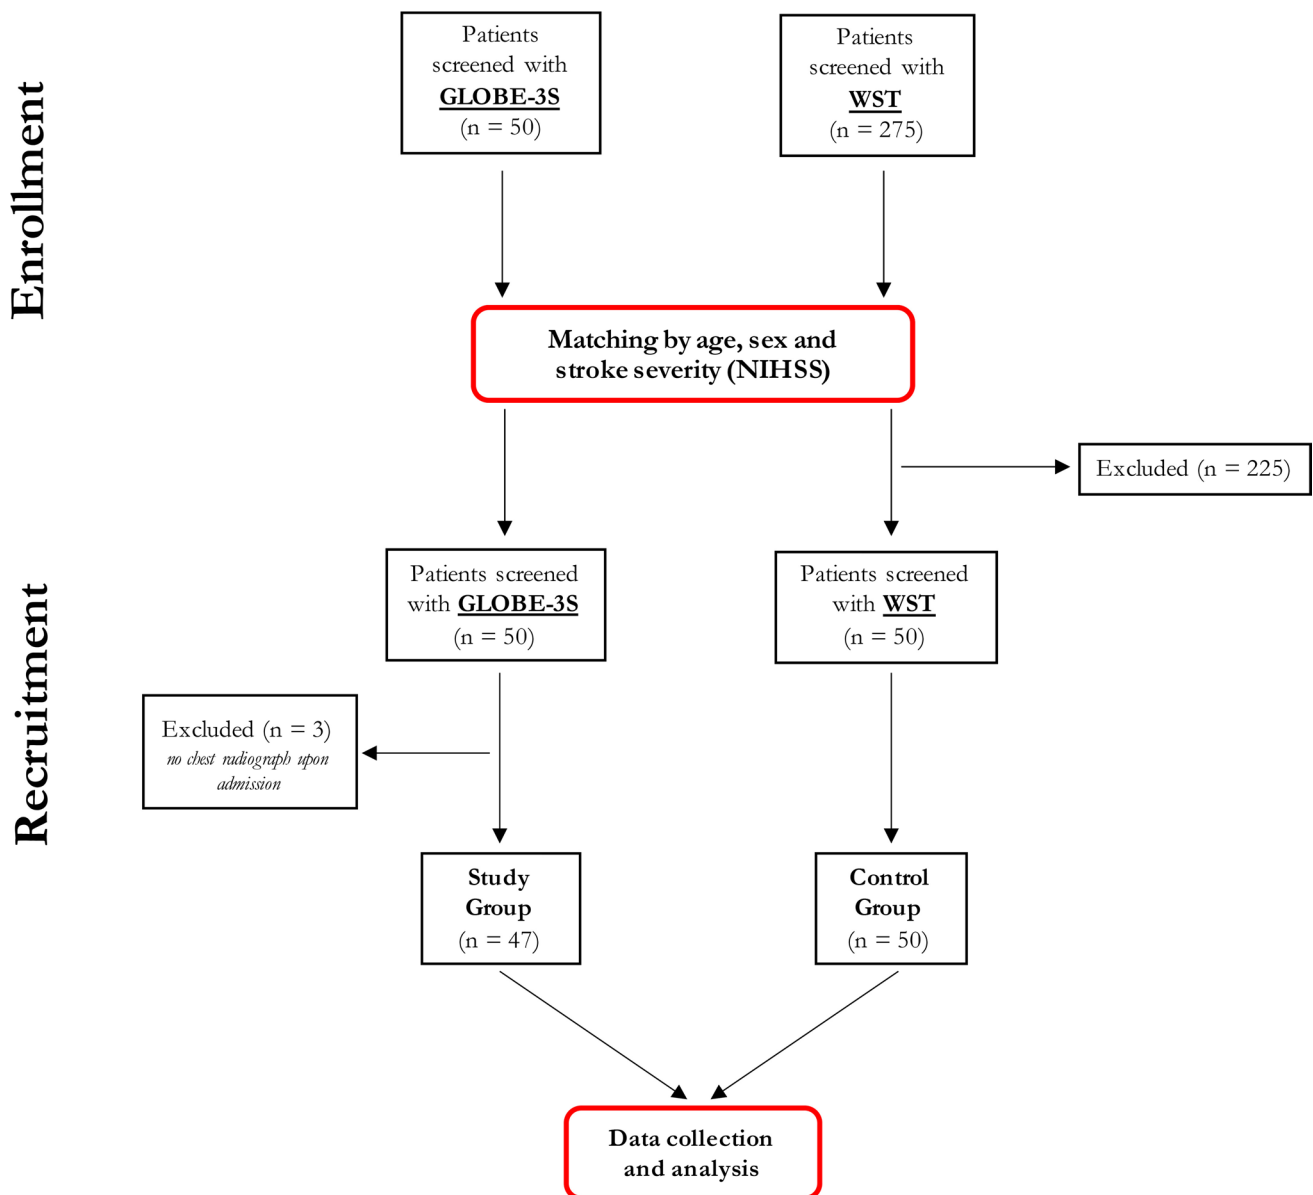 Enrollment
Patients
screened with
GLOBE-3S
(n = 50)
Patients
screened with
WST
(n = 275)
Matching by age, sex and
stroke severity (NIHSS)
Excluded (n = 225)
Recruitment
Patients screened
with GLOBE-3S
(n = 50)
Patients screened
with WST
(n = 50)
Excluded (n = 3)
no chest radiograph upon
admission
Study
Group
(n = 47)
Control
Group
(n = 50)
Data collection
and analysis